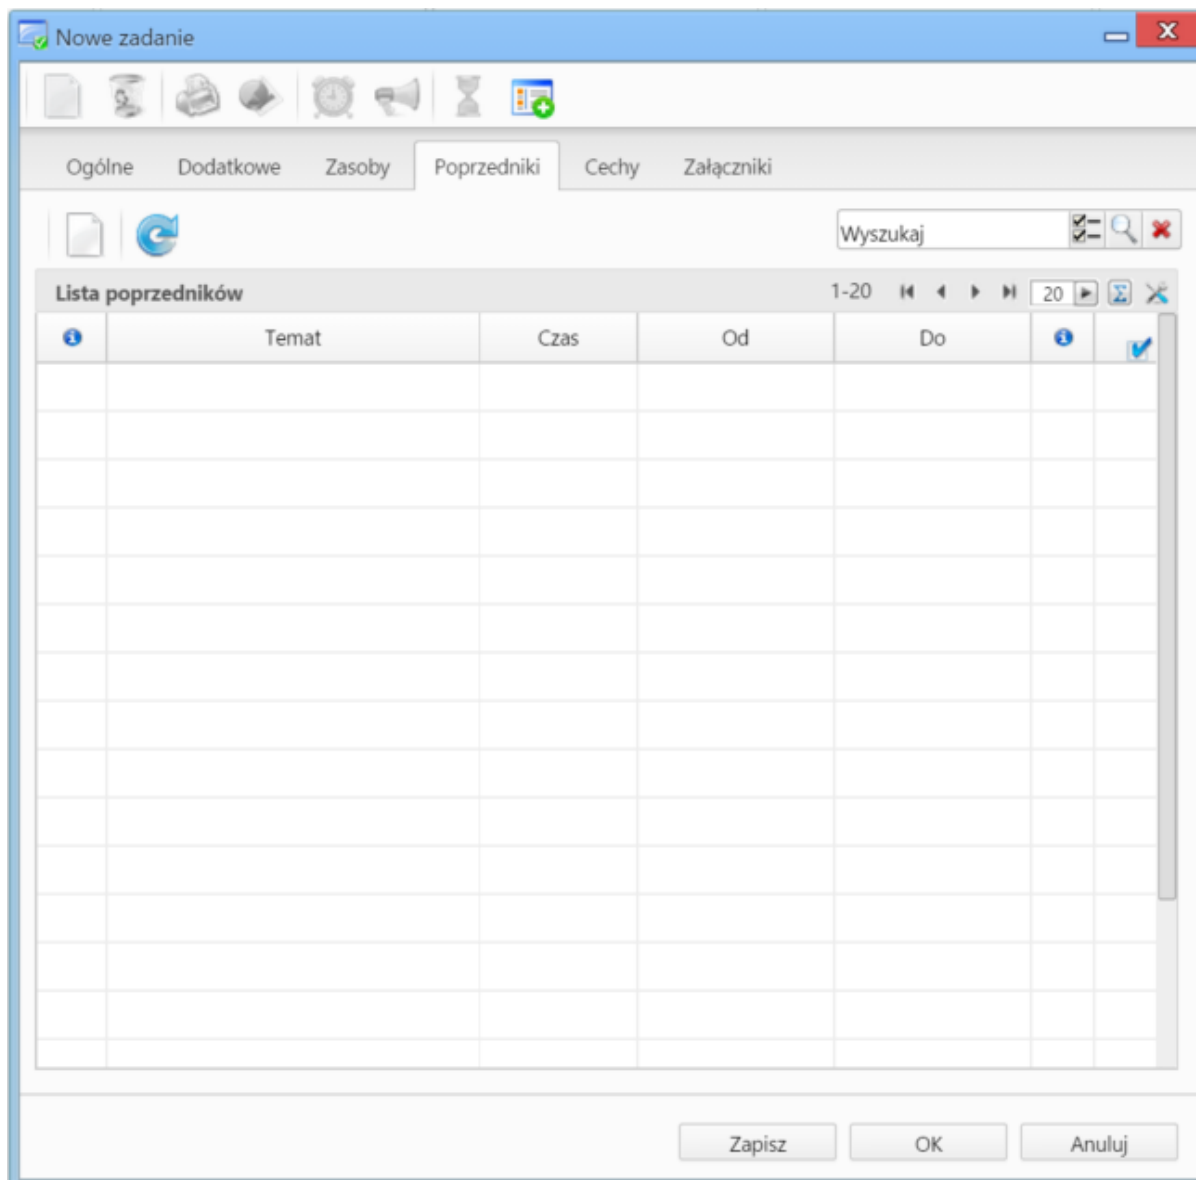 Nowe zadanie
Ogólne Dodatkowe Zasoby Poprzedniki Cechy Załączniki
Wyszukaj
Lista poprzedników 1-20 20 Σ
Temat Czas Od Do
Zapisz OK Anuluj